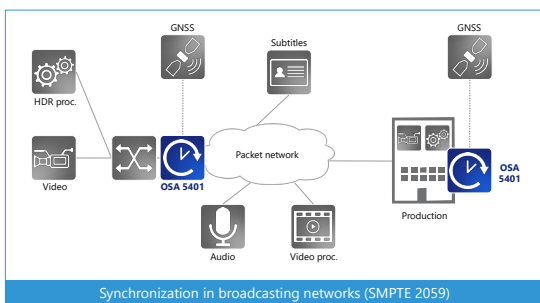 GNSS
GNSS
Subtitles
HDR proc.
Packet network
OSA
5401
Video
OSA 5401
Production
Audio
Video proc.
Synchronization in broadcasting networks (SMPTE 2059)